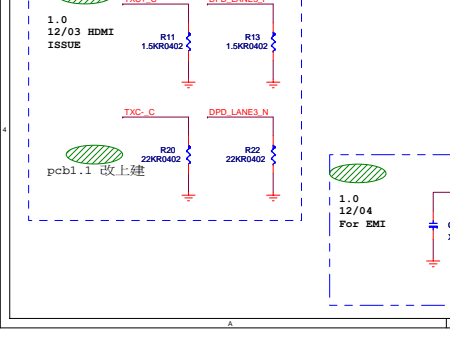 1.0
12/03 HDMI
ISSUE
R11
1.5KR0402
R13
1.5KR0402
TXC-_C
DPD_LANE3_N
R20
22KR0402
R22
22KR0402
pcb1.1 改上建
1.0
12/04
For EMI
4
A